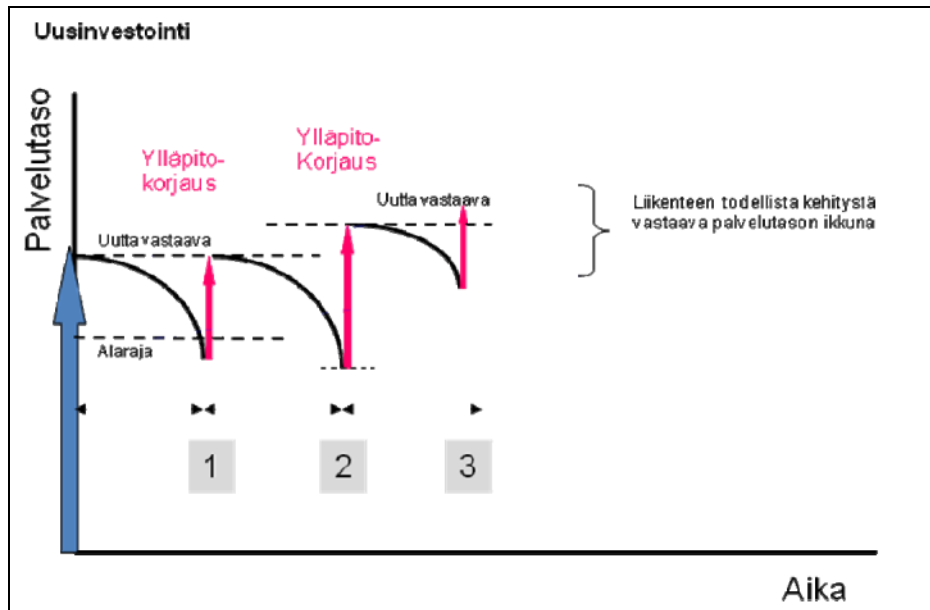 Uusinvestointi
Palvelutaso
Ylläpito-
korjaus
Ylläpito-
Korjaus
Uutta vastaava
Uutta vastaava
Alaraja
Liikenteen todellista kehitystä
vastaava palvelutason ikkuna
1
2
3
Aika